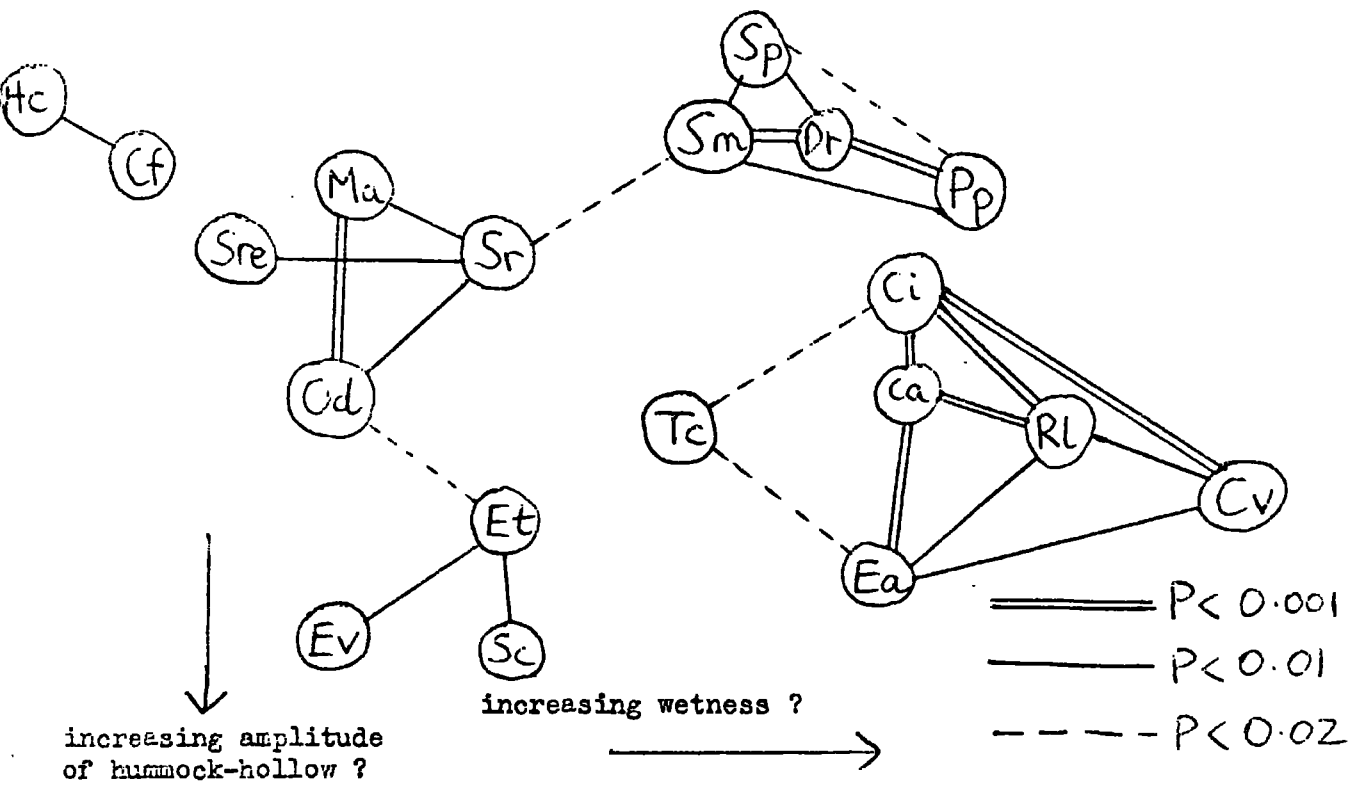 Sp
Hc
Sm
Dr
Cf
Ma
Pp
Sre
Sr
Ci
Od
Ca
Tc
Rl
Cv
Et
Ea
P< 0.001
Ev
Sc
P< 0.01
increasing wetness ?
P< 0.02
increasing amplitude
of hummock-hollow ?